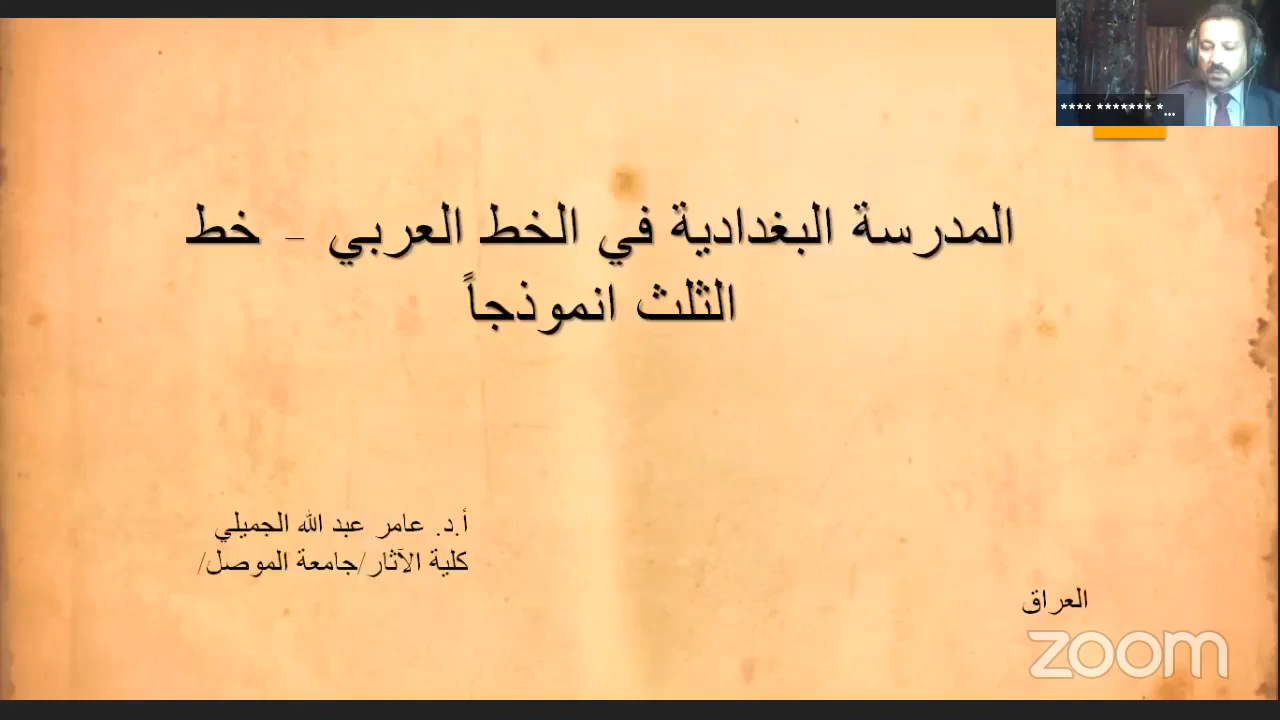 **** ******* *...
المدرسة البغدادية في الخط العربي – خط
الثلث انموذجاً
أ.د. عامر عبد الله الجميلي
كلية الآثار/جامعة الموصل/
العراق
zoom